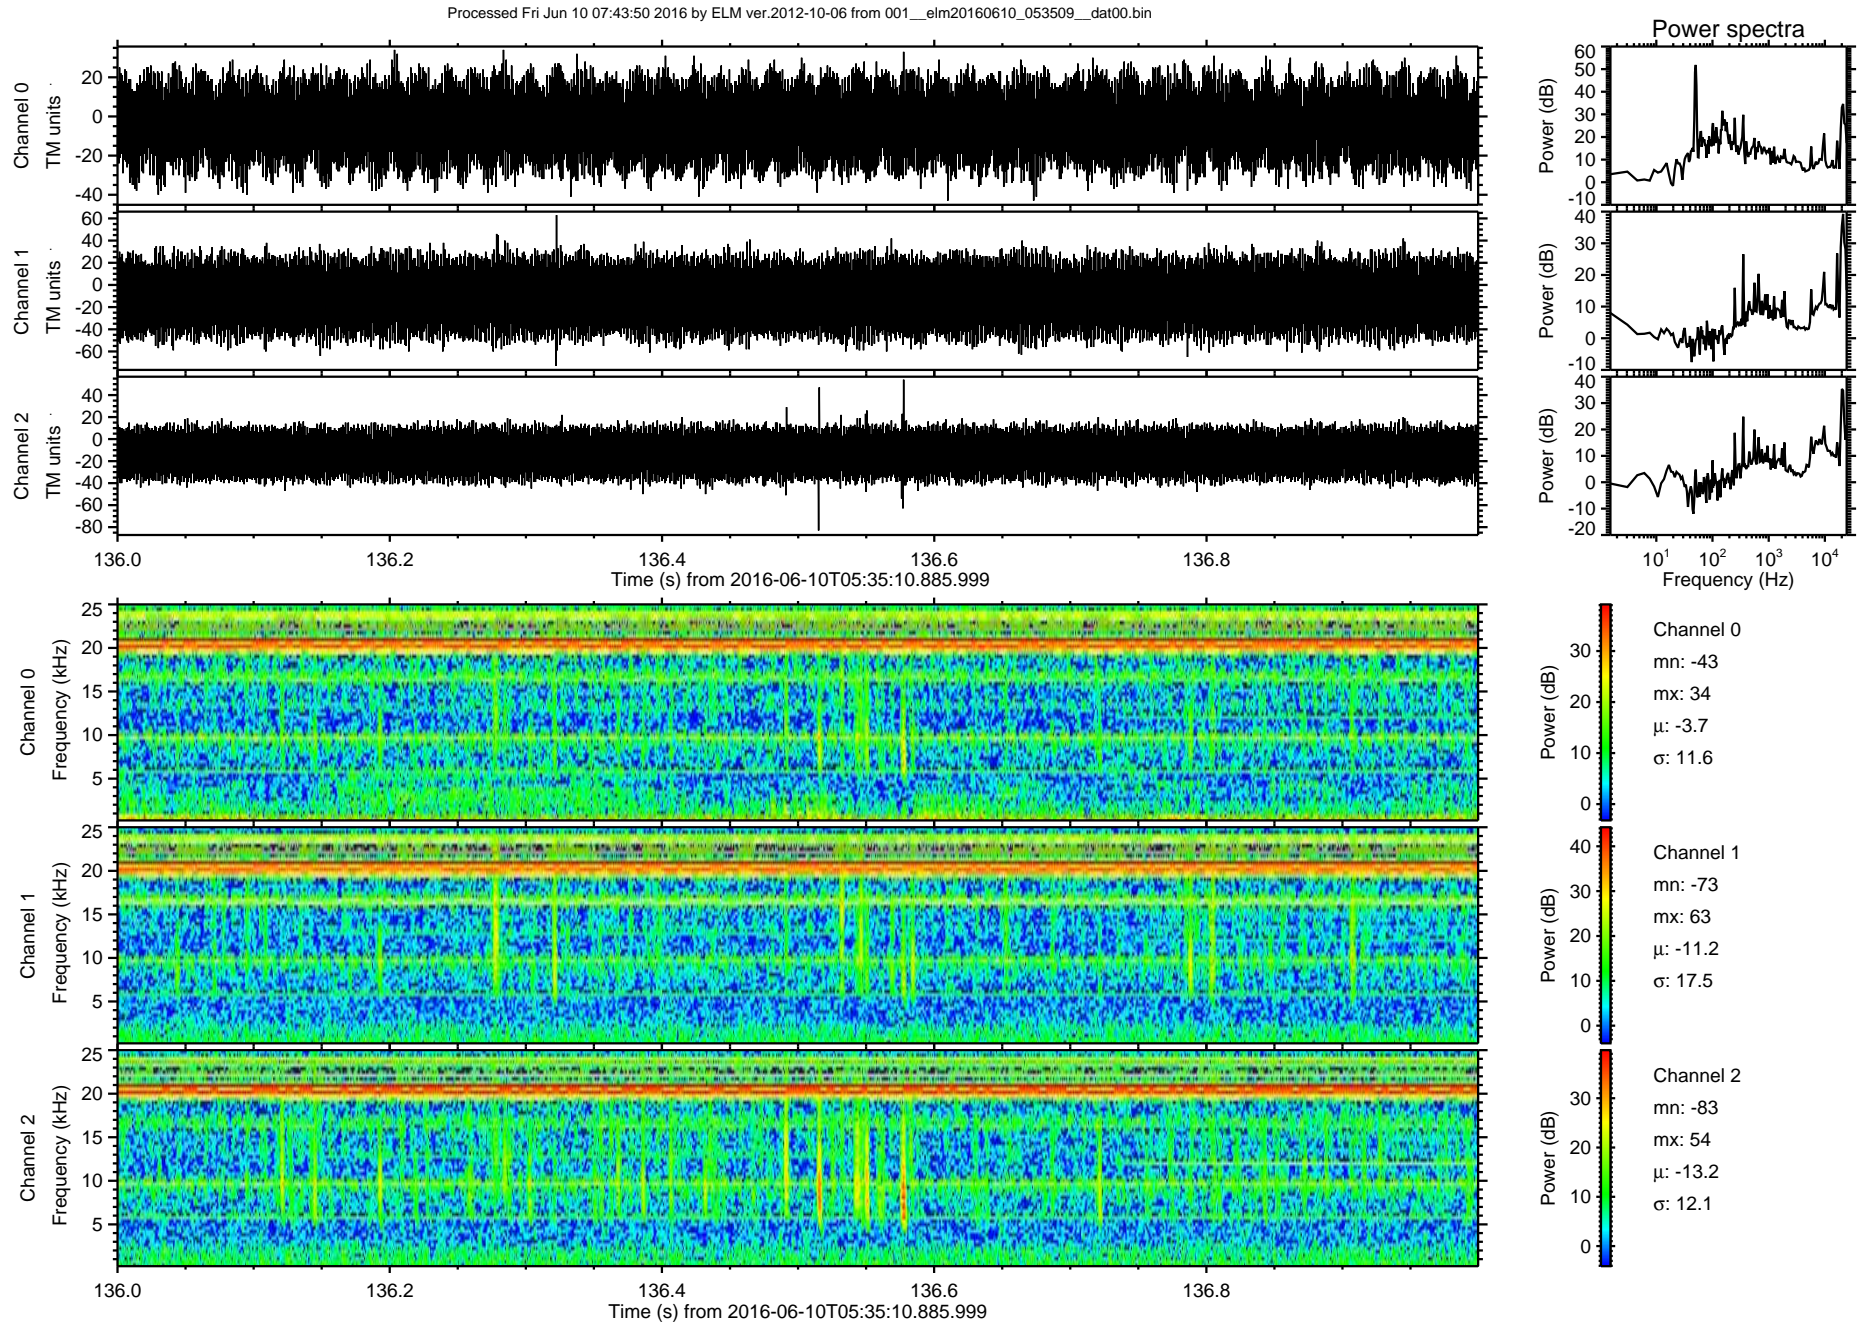 Processed Fri Jun 10 07:43:50 2016 by ELM ver.2012-10-06 from 001__elm20160610_053509__dat00.bin
Power spectra
Channel 0
TM units
20
0
-20
-40
Power (dB)
60
50
40
30
20
10
0
-10
Channel 1
TM units
60
40
20
0
-20
-40
-60
Power (dB)
40
30
20
10
0
-10
Channel 2
TM units
40
20
0
-20
-40
-60
-80
Power (dB)
40
30
20
10
0
-10
-20
136.0 136.2 136.4 136.6 136.8
Time (s) from 2016-06-10T05:35:10.885.999
10¹ 10² 10³ 10⁴
Frequency (Hz)
Channel 0
Frequency (kHz)
25
20
15
10
5
Power (dB)
30
20
10
0
Channel 0
mn: -43
mx: 34
μ: -3.7
σ: 11.6
Channel 1
Frequency (kHz)
25
20
15
10
5
Power (dB)
40
30
20
10
0
Channel 1
mn: -73
mx: 63
μ: -11.2
σ: 17.5
Channel 2
Frequency (kHz)
25
20
15
10
5
Power (dB)
30
20
10
0
Channel 2
mn: -83
mx: 54
μ: -13.2
σ: 12.1
136.0 136.2 136.4 136.6 136.8
Time (s) from 2016-06-10T05:35:10.885.999